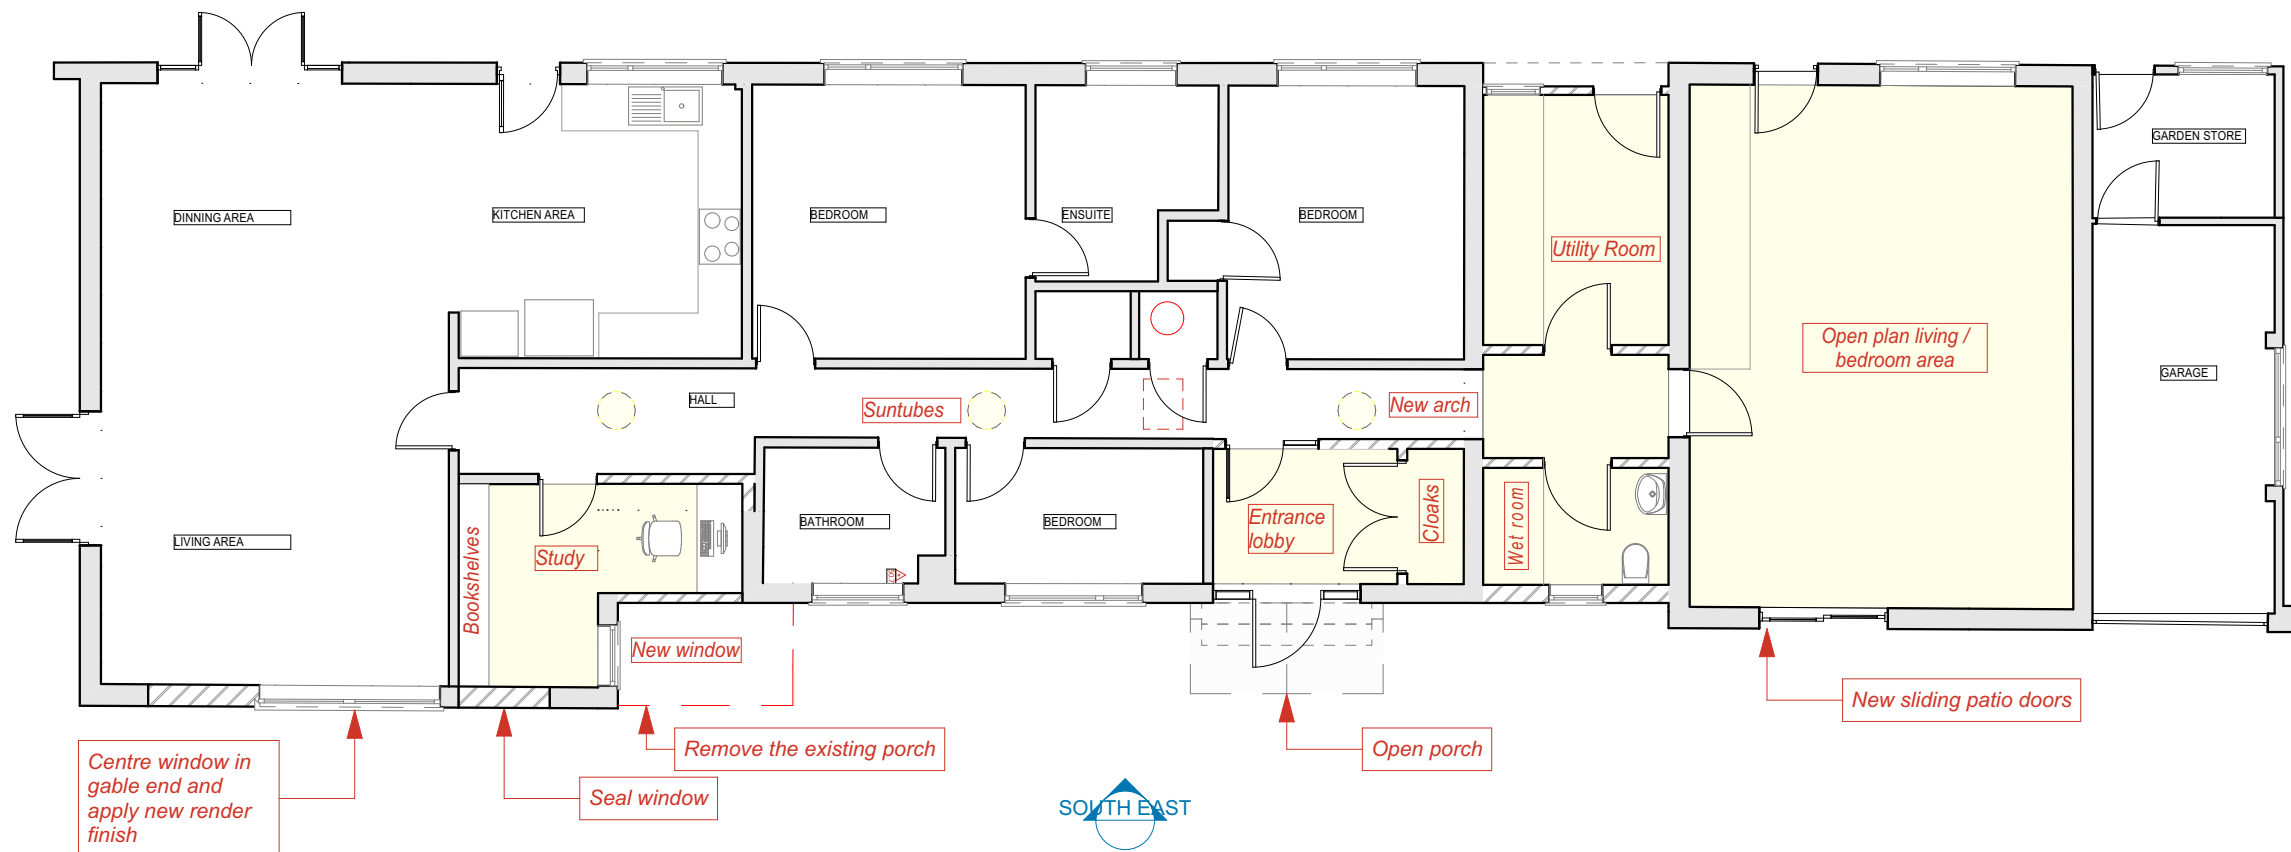 GARDEN STORE
DINNING AREA
KITCHEN AREA
BEDROOM
ENSUITE
BEDROOM
Utility Room
Open plan living /
bedroom area
GARAGE
HALL
Suntubes
New arch
BATHROOM
BEDROOM
Entrance
lobby
Cloaks
Wet room
LIVING AREA
Bookshelves
Study
New window
New sliding patio doors
Remove the existing porch
Open porch
Centre window in
gable end and
apply new render
finish
Seal window
SOUTH EAST